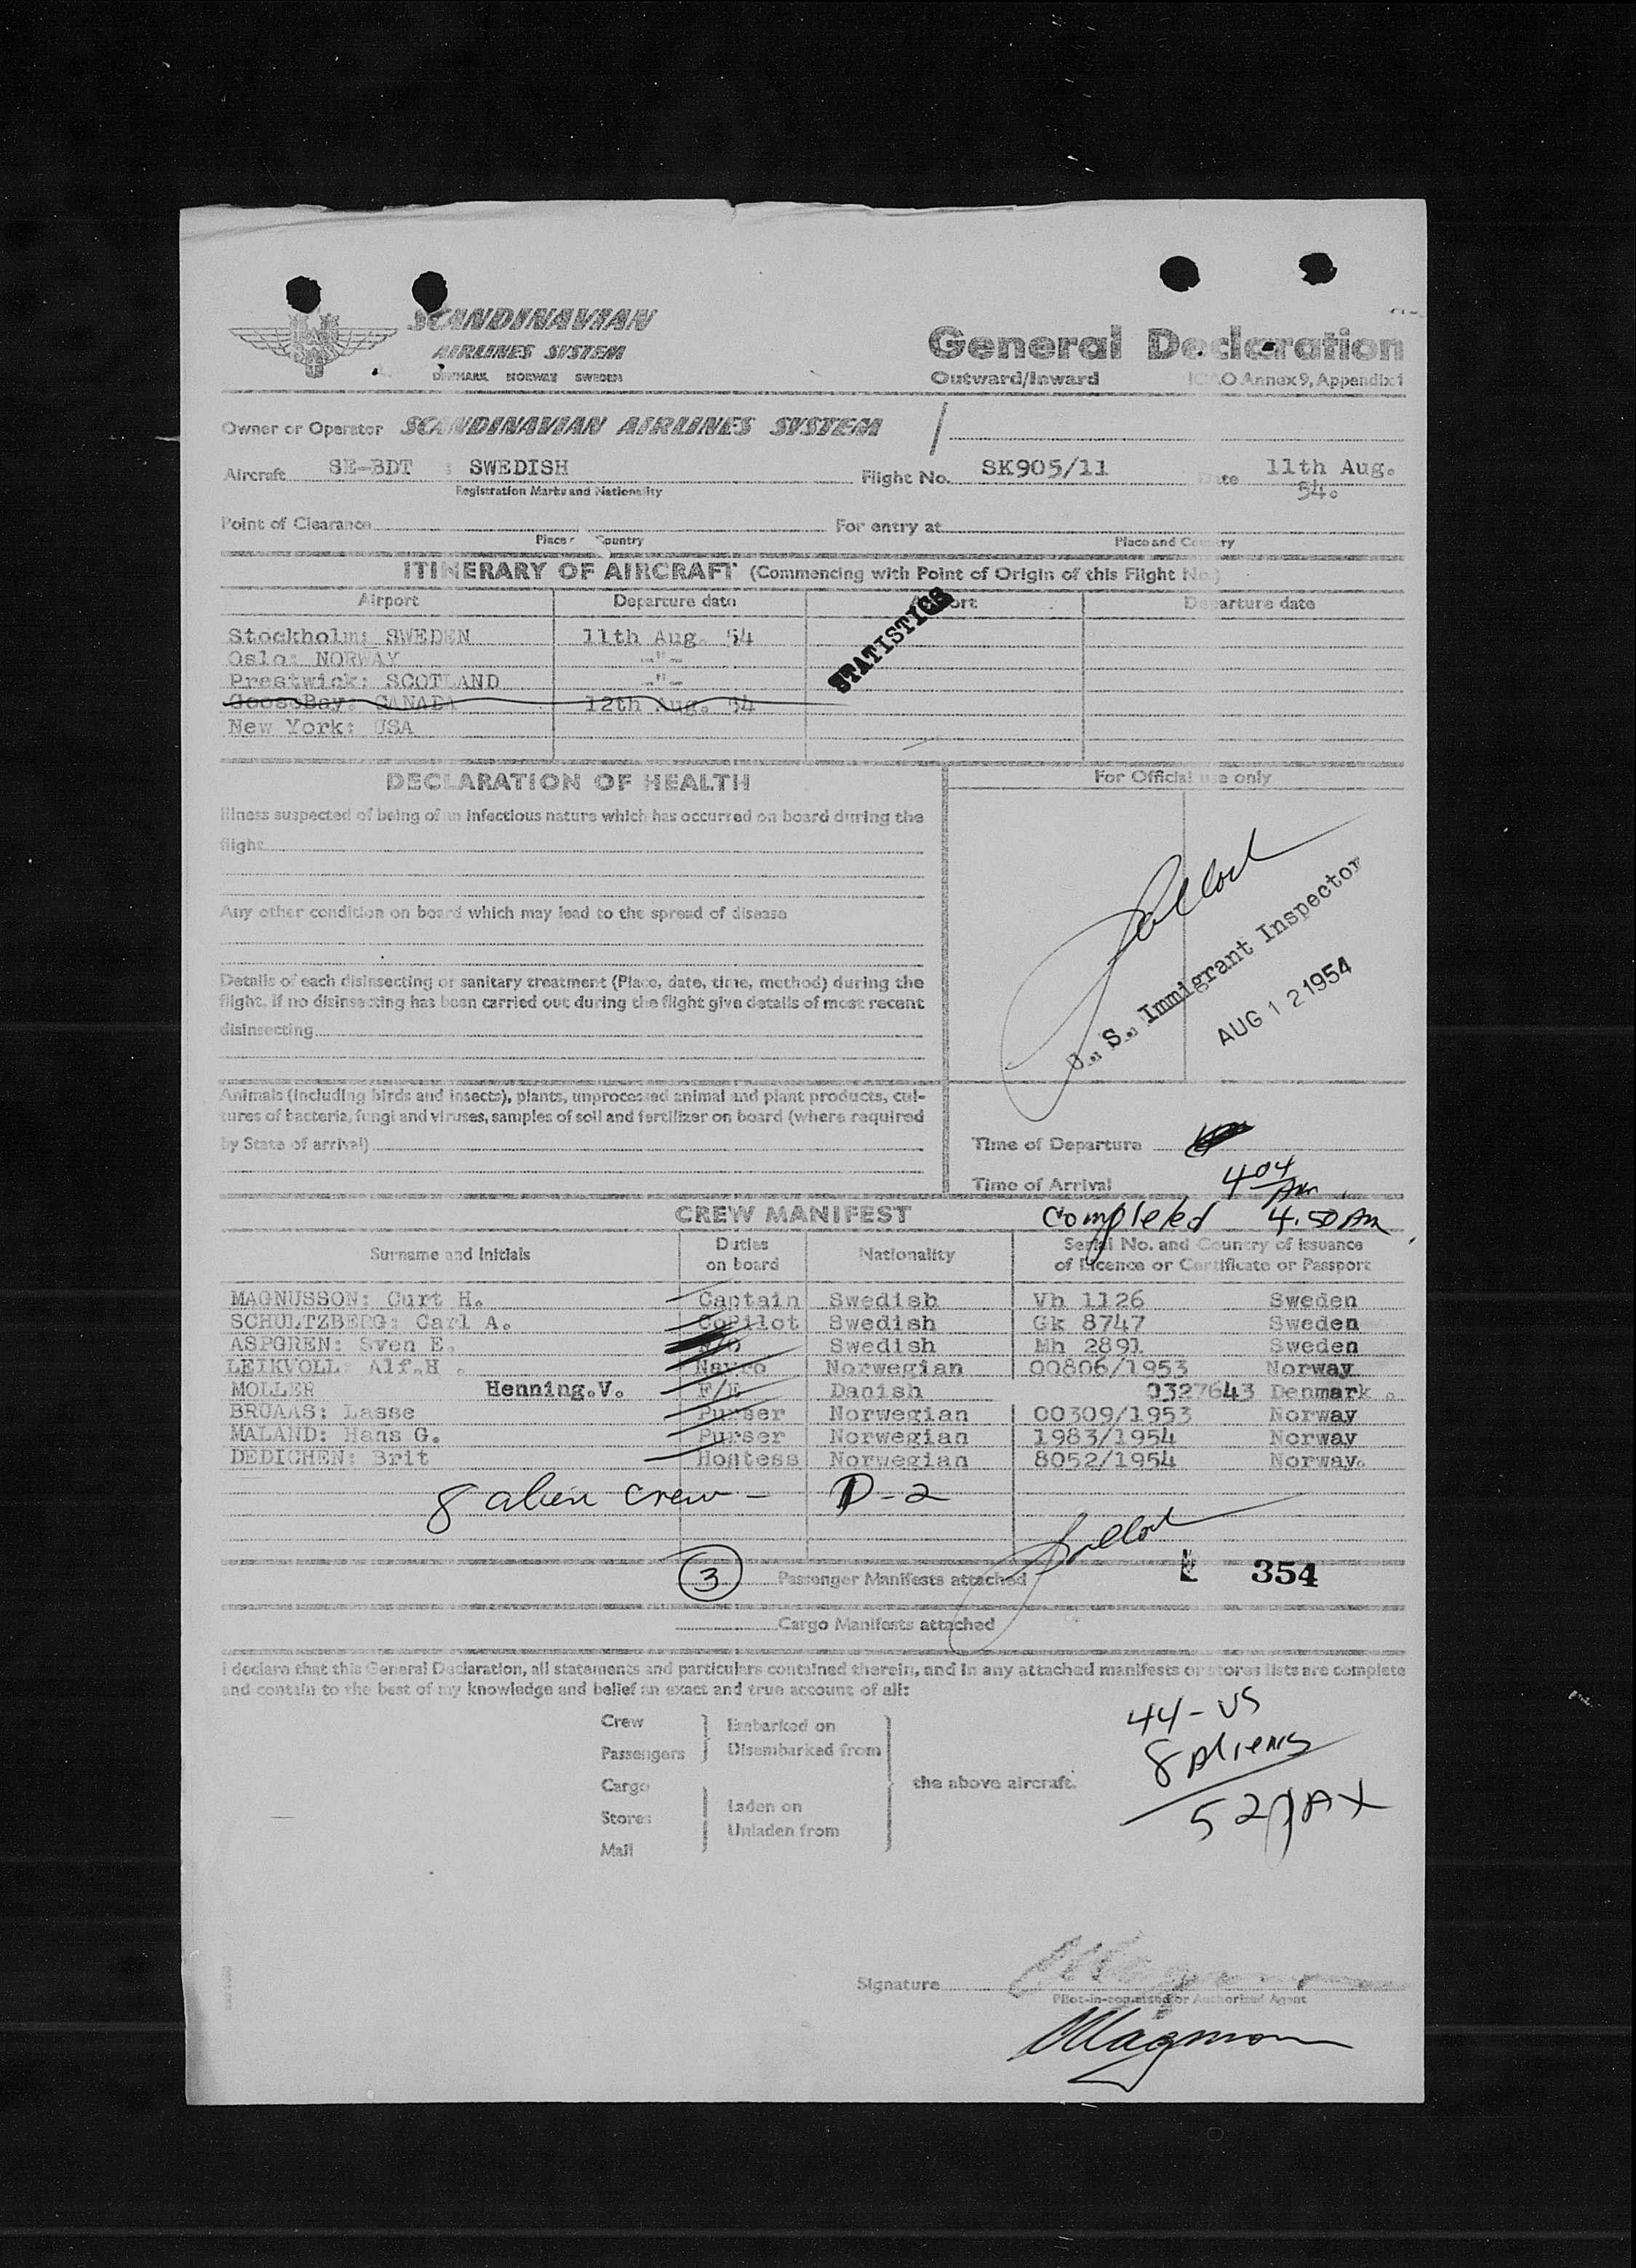 SCANDINAVIAN
AIRLINES SYSTEM
DENMARK NORWAY SWEDEN
General Declaration
Outward/Inward ICAO Annex 9, Appendix 1
Owner or Operator SCANDINAVIAN AIRLINES SYSTEM /
Aircraft SE-BDT : SWEDISH Flight No. SK905/11 Date 11th Aug. 54.
Registration Marks and Nationality
Point of Clearance For entry at
Place Country Place and Country
ITINERARY OF AIRCRAFT (Commencing with Point of Origin of this Flight No.)
Airport Departure date Airport Departure date
STATISTICS
Stockholm: SWEDEN 11th Aug. 54
Oslo: NORWAY -"-
Prestwick: SCOTLAND -"-
GooseBay: CANADA 12th Aug. 54
New York: USA
DECLARATION OF HEALTH
For Official use only
Illness suspected of being of an infectious nature which has occurred on board during the
flight
Any other condition on board which may lead to the spread of disease
Details of each disinsecting or sanitary treatment (Place, date, time, method) during the
flight. If no disinsecting has been carried out during the flight give details of most recent
disinsecting
U. S. Immigrant Inspector
AUG 12 1954
Animals (including birds and insects), plants, unprocessed animal and plant products, cul-
tures of bacteria, fungi and viruses, samples of soil and fertilizer on board (where required
by State of arrival)
Time of Departure
Time of Arrival 404 Am
Completed 4.50 Am
CREW MANIFEST
Surname and Initials Duties on board Nationality Serial No. and Country of issuance of Licence or Certificate or Passport
MAGNUSSON: Curt H. Captain Swedish Vh 1126 Sweden
SCHULTZBERG: Carl A. CoPilot Swedish Gk 8747 Sweden
ASPGREN: Sven E. Swedish Mh 2891 Sweden
LEIKVOLL: Alf.H . Navro Norwegian 00806/1953 Norway
MOLLER Henning.V. F/E Danish 0327643 Denmark .
BRUAAS: Lasse Purser Norwegian 00309/1953 Norway
MALAND: Hans G. Purser Norwegian 1983/1954 Norway
DEDICHEN: Brit Hostess Norwegian 8052/1954 Norway.
8 alien crew - D-2
3 Passenger Manifests attached 354
Cargo Manifests attached
I declare that this General Declaration, all statements and particulars contained therein, and in any attached manifests or stores lists are complete
and contain to the best of my knowledge and belief an exact and true account of all:
Crew
Passengers
Embarked on
Disembarked from
Cargo
Stores
Mail
Laden on
Unladen from
the above aircraft.
44-US
8 Aliens
52 PAX
Signature
Pilot-in-command or Authorized Agent